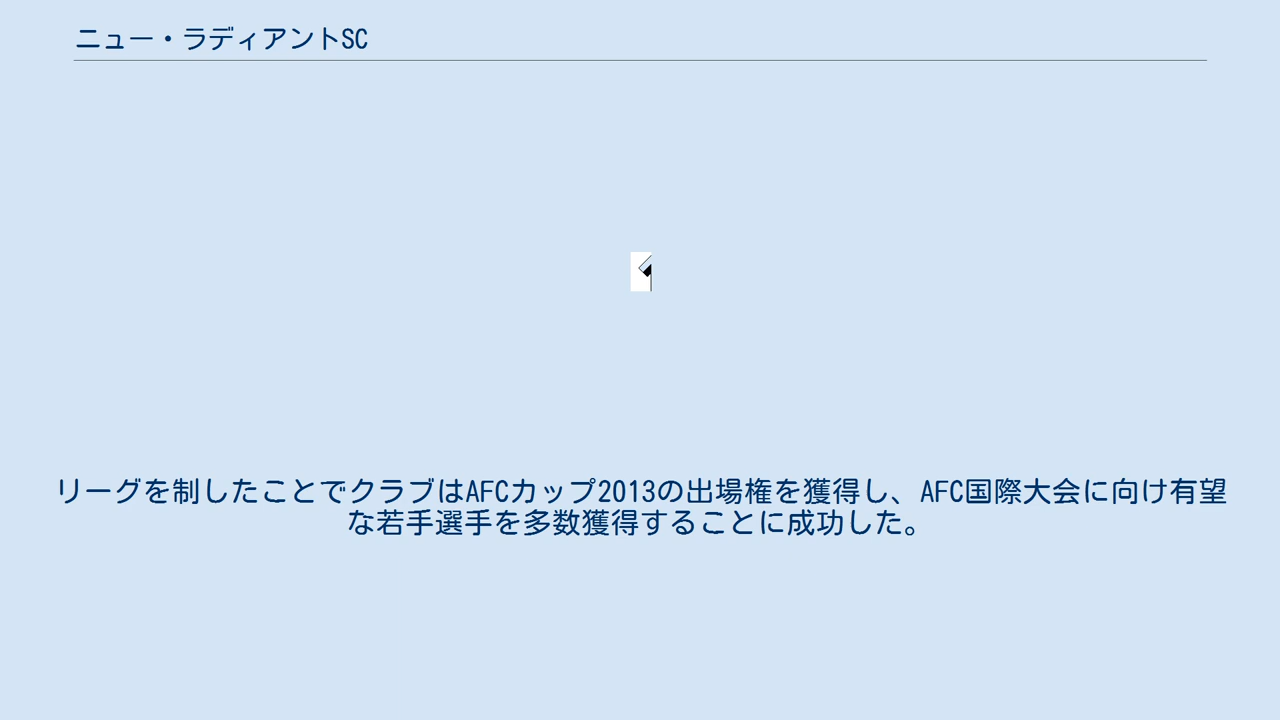 ニュー・ラディアントSC
リーグを制したことでクラブはAFCカップ2013の出場権を獲得し、AFC国際大会に向け有望
な若手選手を多数獲得することに成功した。